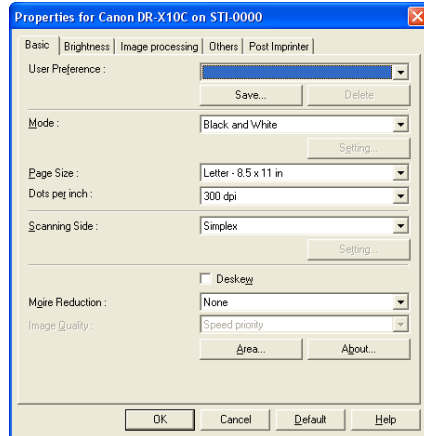 Properties for Canon DR-X10C on STI-0000
Basic Brightness Image processing Others Post Imprinter
User Preference :
Save... Delete
Mode : Black and White
Setting...
Page Size : Letter - 8.5 x 11 in
Dots per inch : 300 dpi
Scanning Side : Simplex
Setting...
Deskew
Moire Reduction : None
Image Quality : Speed priority
Area... About...
OK Cancel Default Help